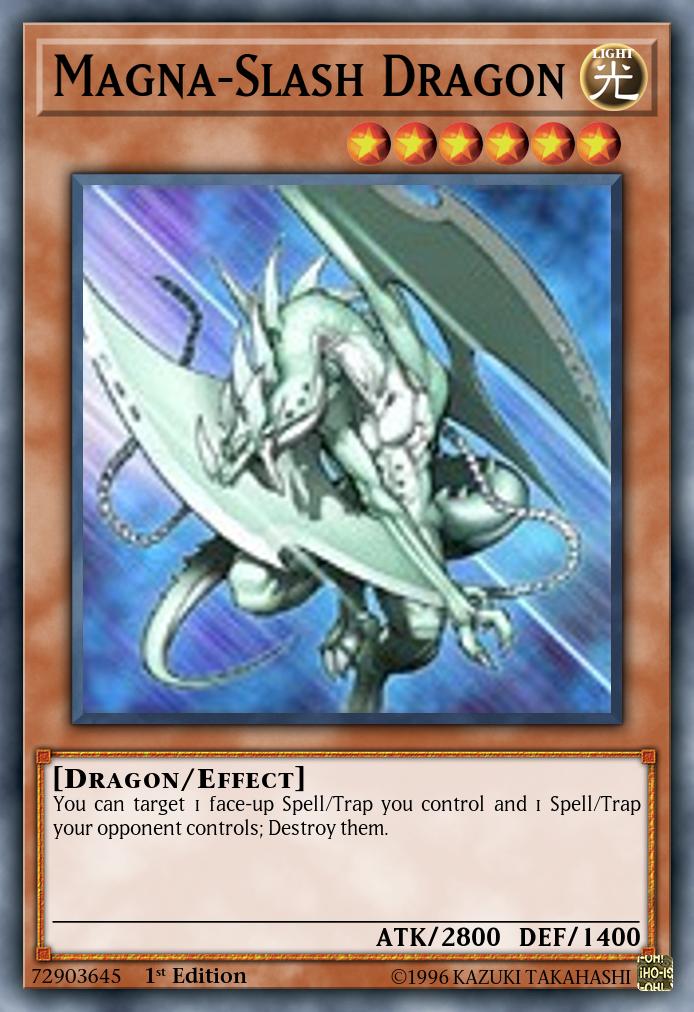 MAGNA-SLASH DRAGON
LIGHT
光
[DRAGON/EFFECT]
You can target 1 face-up Spell/Trap you control and 1 Spell/Trap
your opponent controls; Destroy them.
ATK/2800 DEF/1400
72903645 1st Edition ©1996 KAZUKI TAKAHASHI